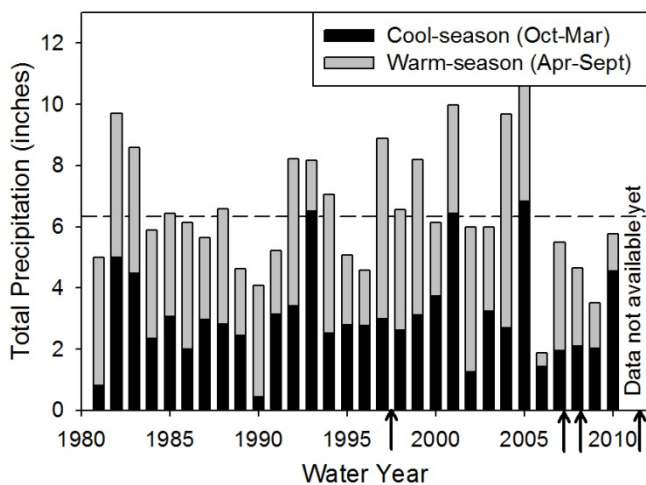 Cool-season (Oct-Mar)
Warm-season (Apr-Sept)
Total Precipitation (inches)
12
10
8
6
4
2
0
Data not available yet
1980 1985 1990 1995 2000 2005 2010
Water Year